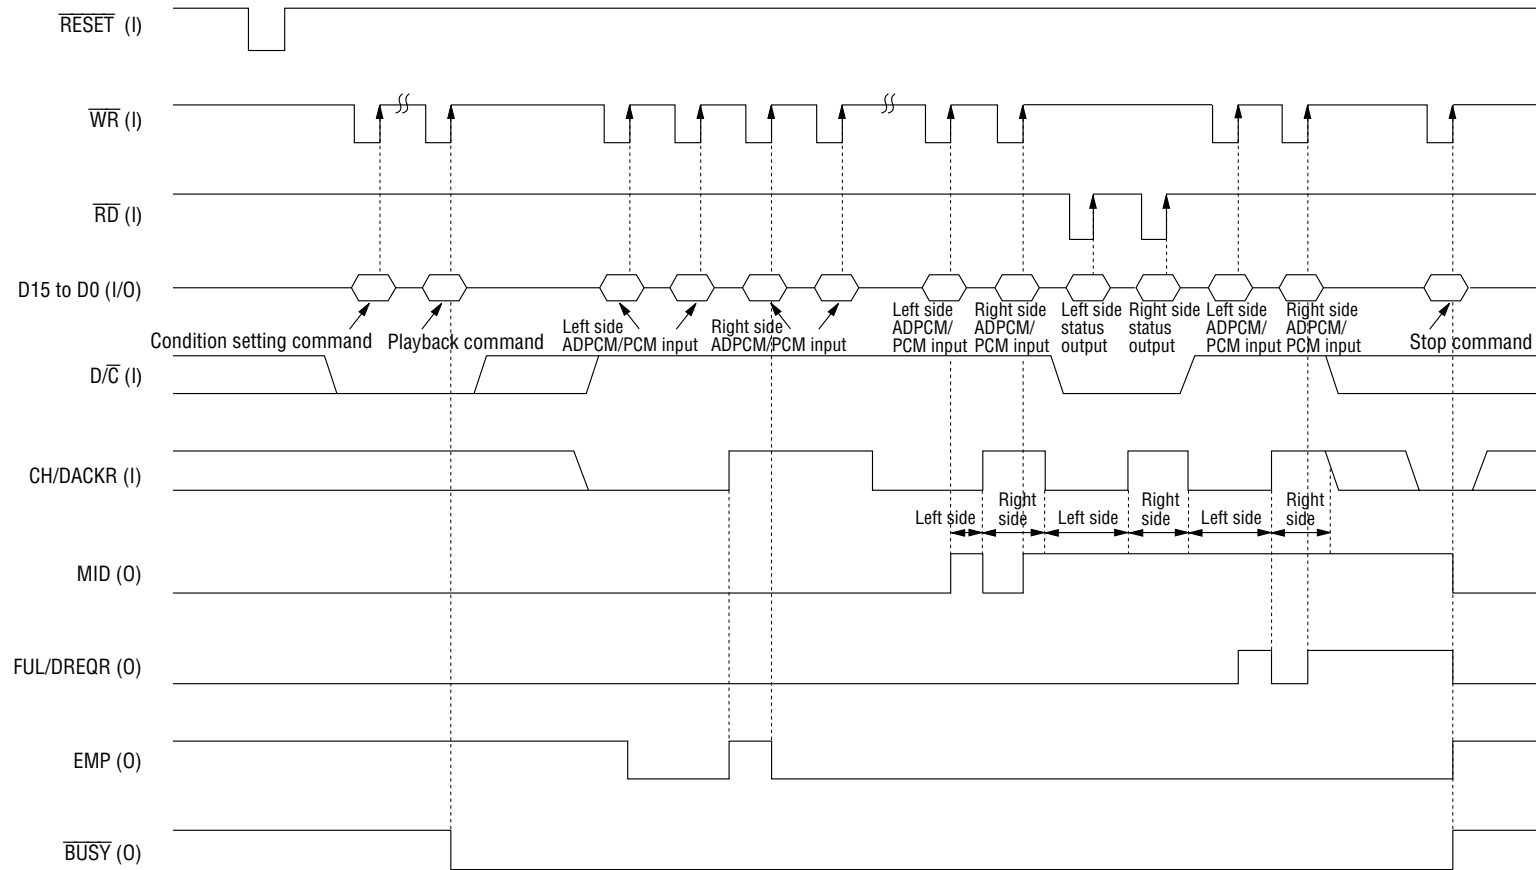 RESET (I)
WR (I)
RD (I)
D15 to D0 (I/O)
Condition setting command
Playback command
Left side
ADPCM/PCM input
Right side
ADPCM/PCM input
Left side
ADPCM/
PCM input
Right side
ADPCM/
PCM input
Left side
status
output
Right side
status
output
Left side
ADPCM/
PCM input
Right side
ADPCM/
PCM input
Stop command
D/C (I)
CH/DACKR (I)
Left side
Right
side
Left side
Right
side
Left side
Right
side
MID (O)
FUL/DREQR (O)
EMP (O)
BUSY (O)